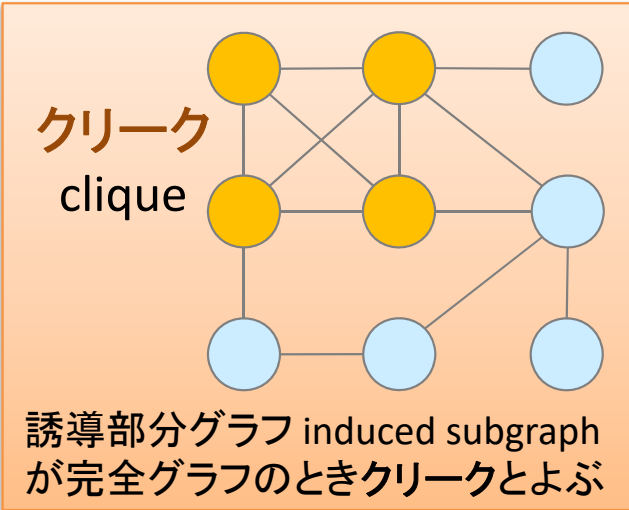 クリーク
clique
誘導部分グラフ induced subgraph
が完全グラフのときクリークとよぶ